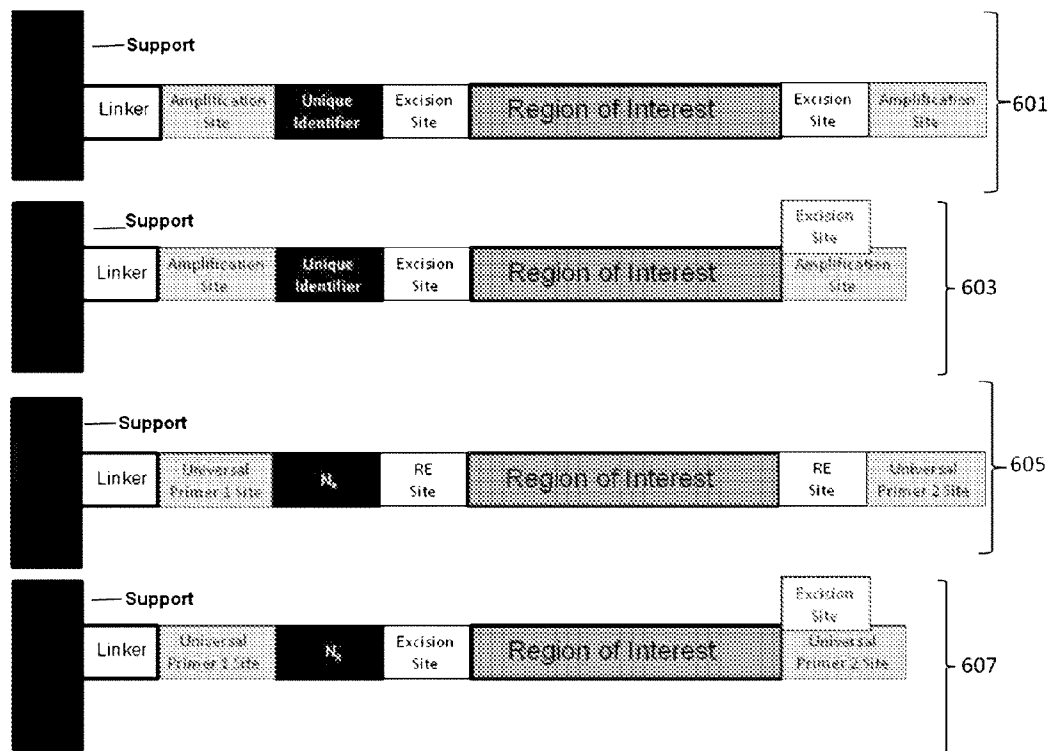 Support
Linker
Amplification
Site
Unique
Identifier
Excision
Site
Region of Interest
Excision
Site
Amplification
Site
601
Support
Linker
Amplification
Site
Unique
Identifier
Excision
Site
Region of Interest
Excision
Site
Amplification
Site
603
Support
Linker
Universal
Primer 1 Site
Nx
RE
Site
Region of Interest
RE
Site
Universal
Primer 2 Site
605
Support
Linker
Universal
Primer 1 Site
Nx
Excision
Site
Region of Interest
Excision
Site
Universal
Primer 2 Site
607